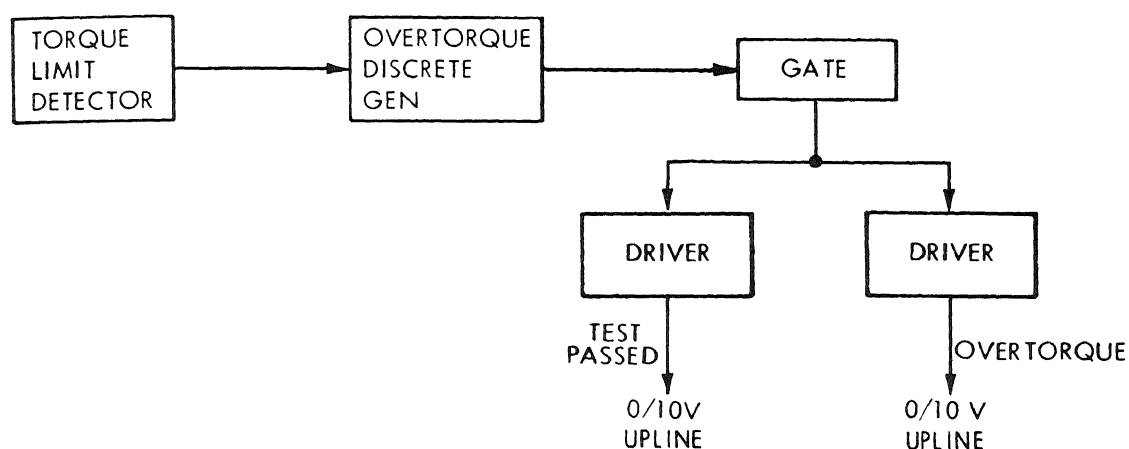 TORQUE
LIMIT
DETECTOR
OVERTORQUE
DISCRETE
GEN
GATE
DRIVER
DRIVER
TEST
PASSED
OVERTORQUE
0/10V
UPLINE
0/10 V
UPLINE